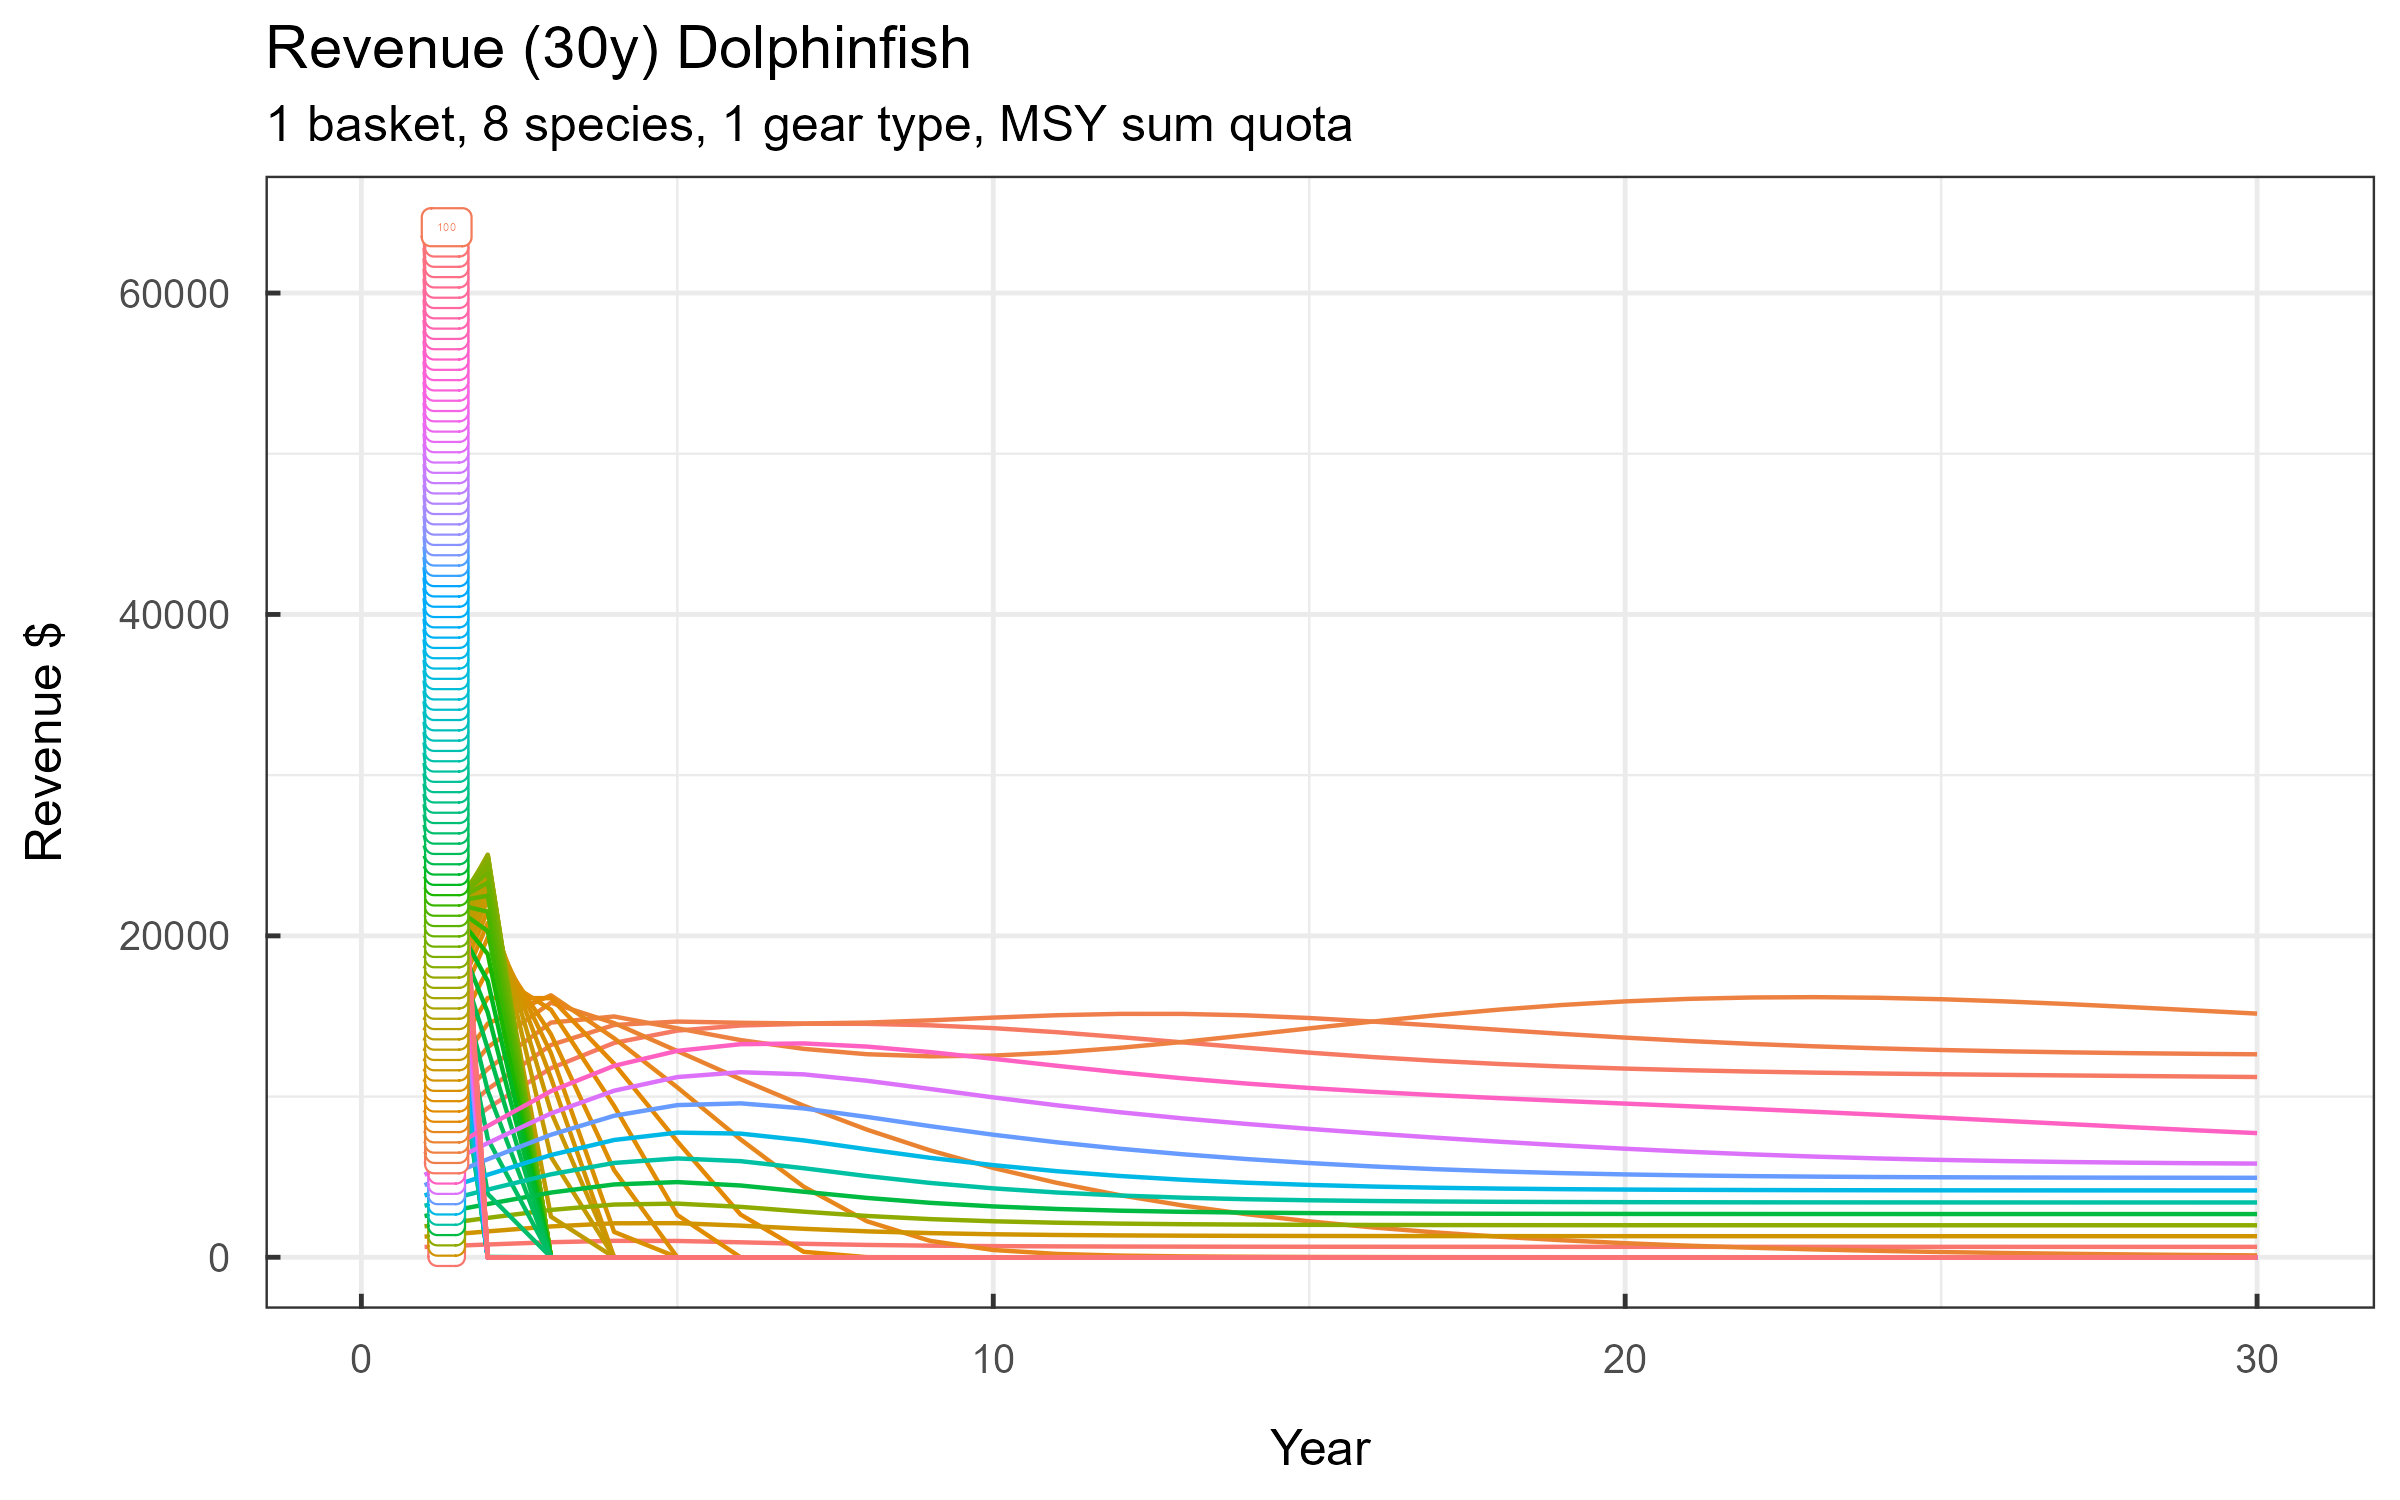 Revenue (30y) Dolphinfish
1 basket, 8 species, 1 gear type, MSY sum quota
100
60000
40000
20000
0
Revenue $
0
10
20
30
Year